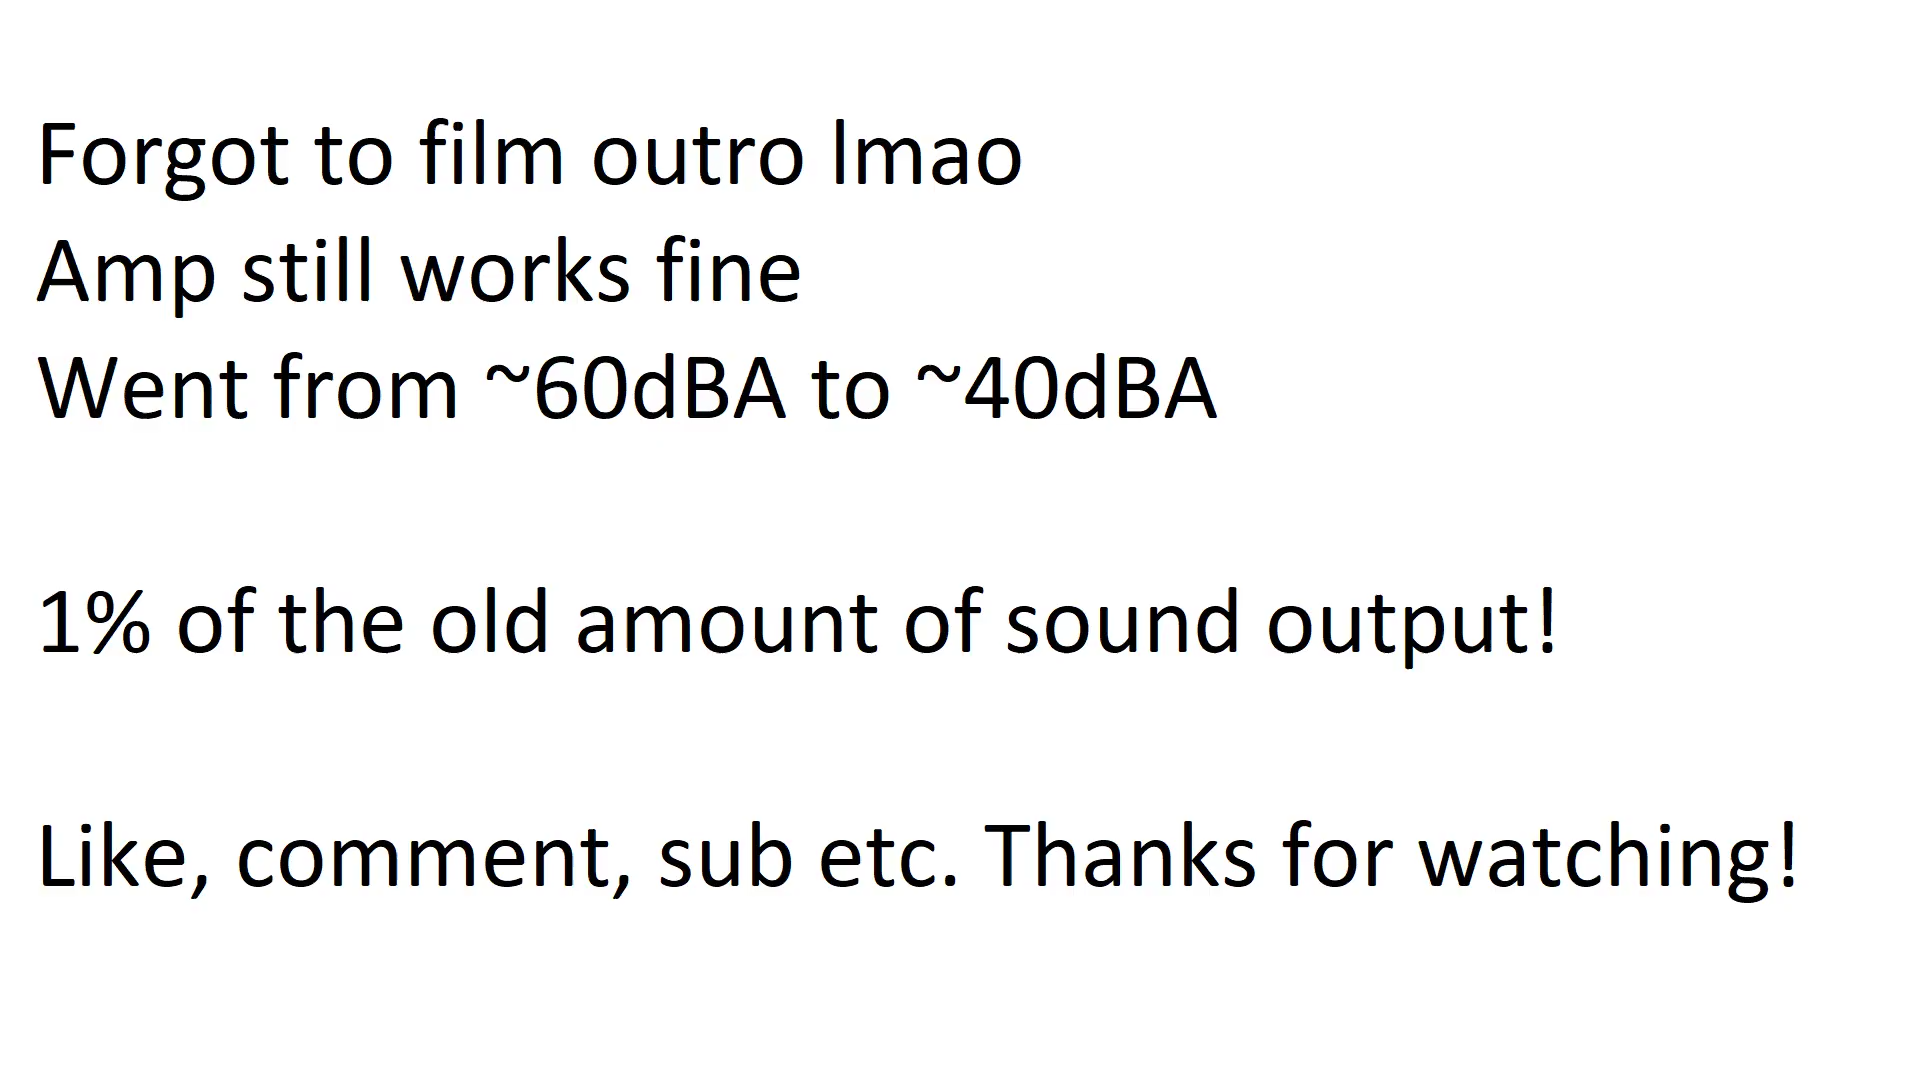 Forgot to film outro lmao
Amp still works fine
Went from ~60dBA to ~40dBA
1% of the old amount of sound output!
Like, comment, sub etc. Thanks for watching!